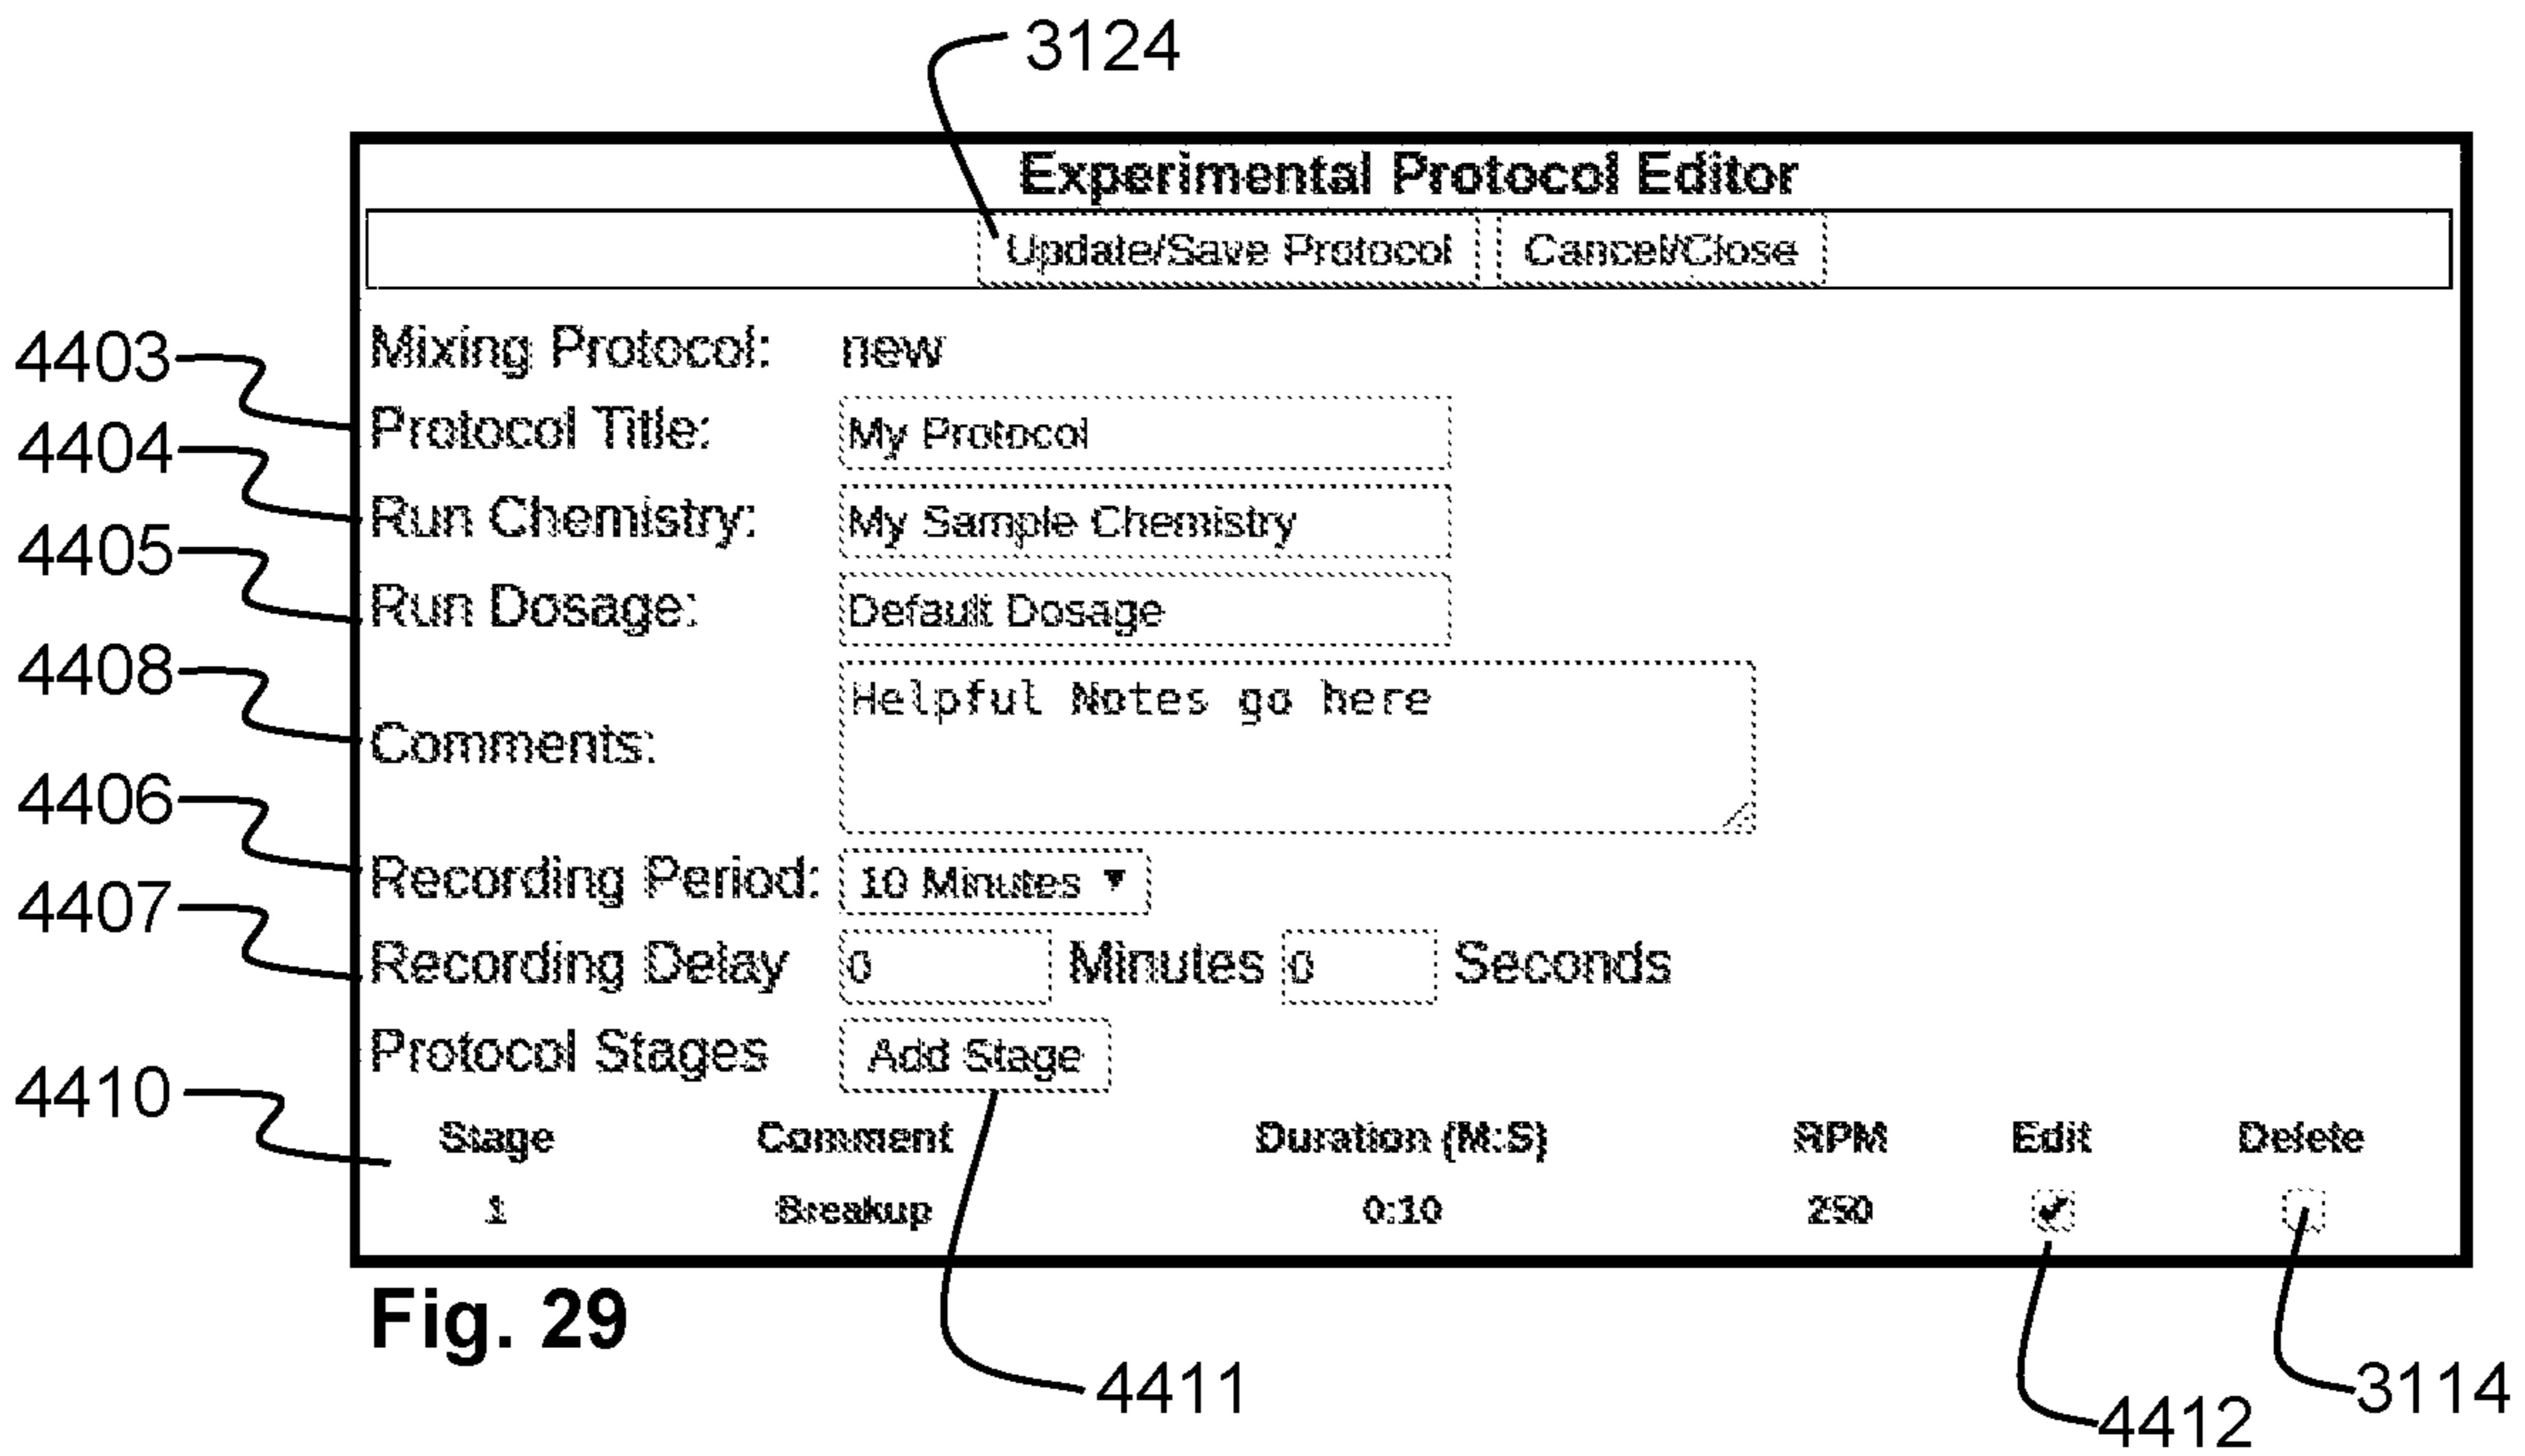 3124
Experimental Protocol Editor
Update/Save Protocol Cancel/Close
4403 Mixing Protocol: new
Protocol Title: My Protocol
4404 Run Chemistry: My Sample Chemistry
4405 Run Dosage: Default Dosage
4408 Helpful Notes go here
Comments:
4406 Recording Period: 10 Minutes ▼
4407 Recording Delay 0 Minutes 0 Seconds
Protocol Stages Add Stage
4410 Stage Comment Duration (M:S) RPM Edit Delete
1 Breakup 0:10 250 ✔
Fig. 29
4411 3114
4412